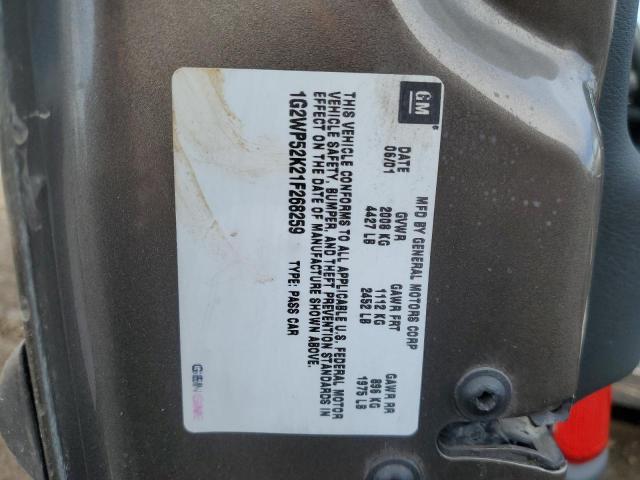 GM
MFD BY GENERAL MOTORS CORP
DATE GVWR GAWR FRT GAWR RR
06/01 2008 KG 1112 KG 896 KG
4427 LB 2452 LB 1975 LB
THIS VEHICLE CONFORMS TO ALL APPLICABLE U.S. FEDERAL MOTOR
VEHICLE SAFETY, BUMPER, AND THEFT PREVENTION STANDARDS IN
EFFECT ON THE DATE OF MANUFACTURE SHOWN ABOVE.
1G2WP52K21F268259 TYPE: PASS CAR